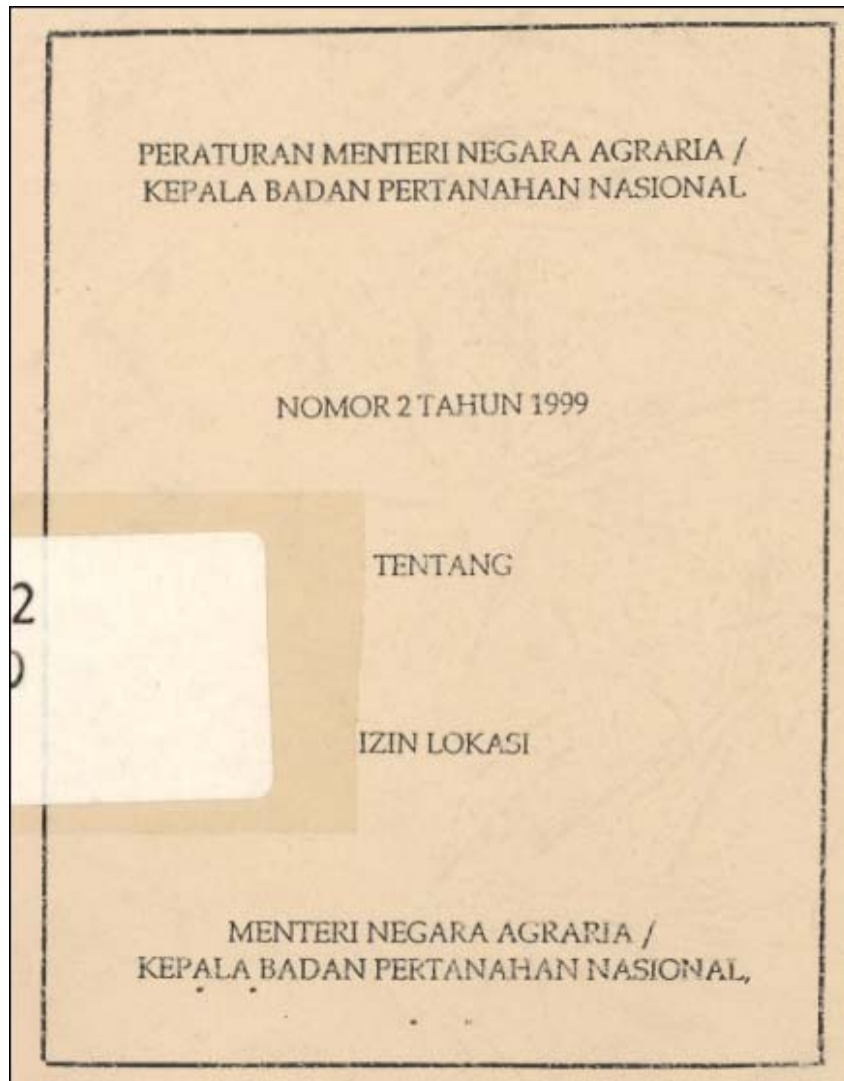 PERATURAN MENTERI NEGARA AGRARIA /
KEPALA BADAN PERTANAHAN NASIONAL
NOMOR 2 TAHUN 1999
TENTANG
2
IZIN LOKASI
MENTERI NEGARA AGRARIA /
KEPALA BADAN PERTANAHAN NASIONAL,